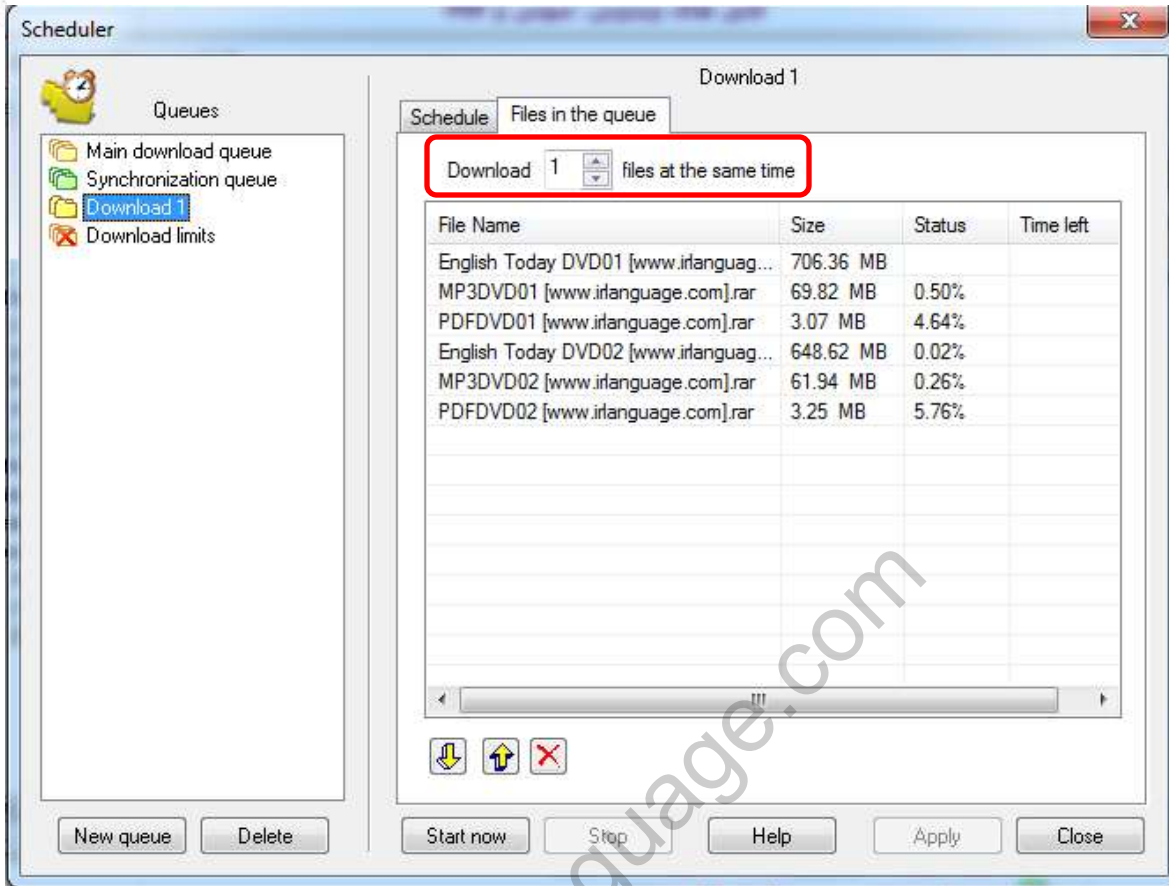 Scheduler
Queues
Main download queue
Synchronization queue
Download 1
Download limits
New queue
Delete
Download 1
Schedule
Files in the queue
Download 1 files at the same time
File Name Size Status Time left
English Today DVD01 [www.irlanguag... 706.36 MB
MP3DVD01 [www.irlanguage.com].rar 69.82 MB 0.50%
PDFDVD01 [www.irlanguage.com].rar 3.07 MB 4.64%
English Today DVD02 [www.irlanguag... 648.62 MB 0.02%
MP3DVD02 [www.irlanguage.com].rar 61.94 MB 0.26%
PDFDVD02 [www.irlanguage.com].rar 3.25 MB 5.76%
Start now
Stop
Help
Apply
Close
guage.com